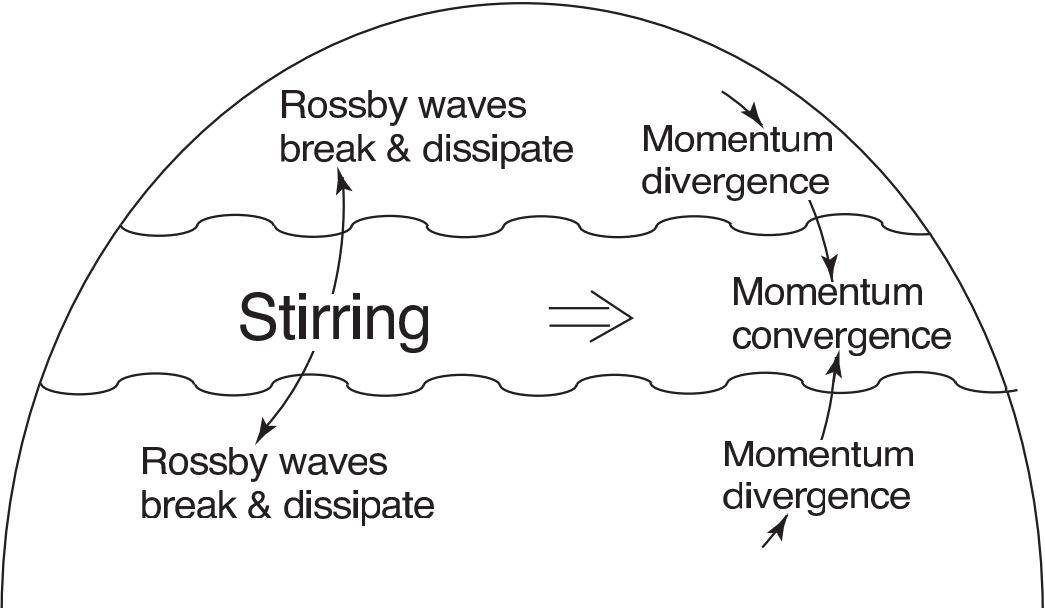 Rossby waves
break & dissipate
Momentum
divergence
Stirring
Momentum
convergence
Rossby waves
break & dissipate
Momentum
divergence